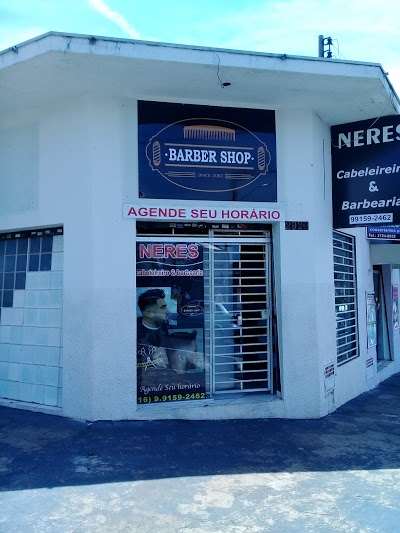 BARBER SHOP
AGENDE SEU HORÁRIO
NERES
Cabeleireiro & Barbearia
Agende Seu horário
(16) 9.9159-2462
NERES
Cabeleireiro
&
Barbearia
99159-2462